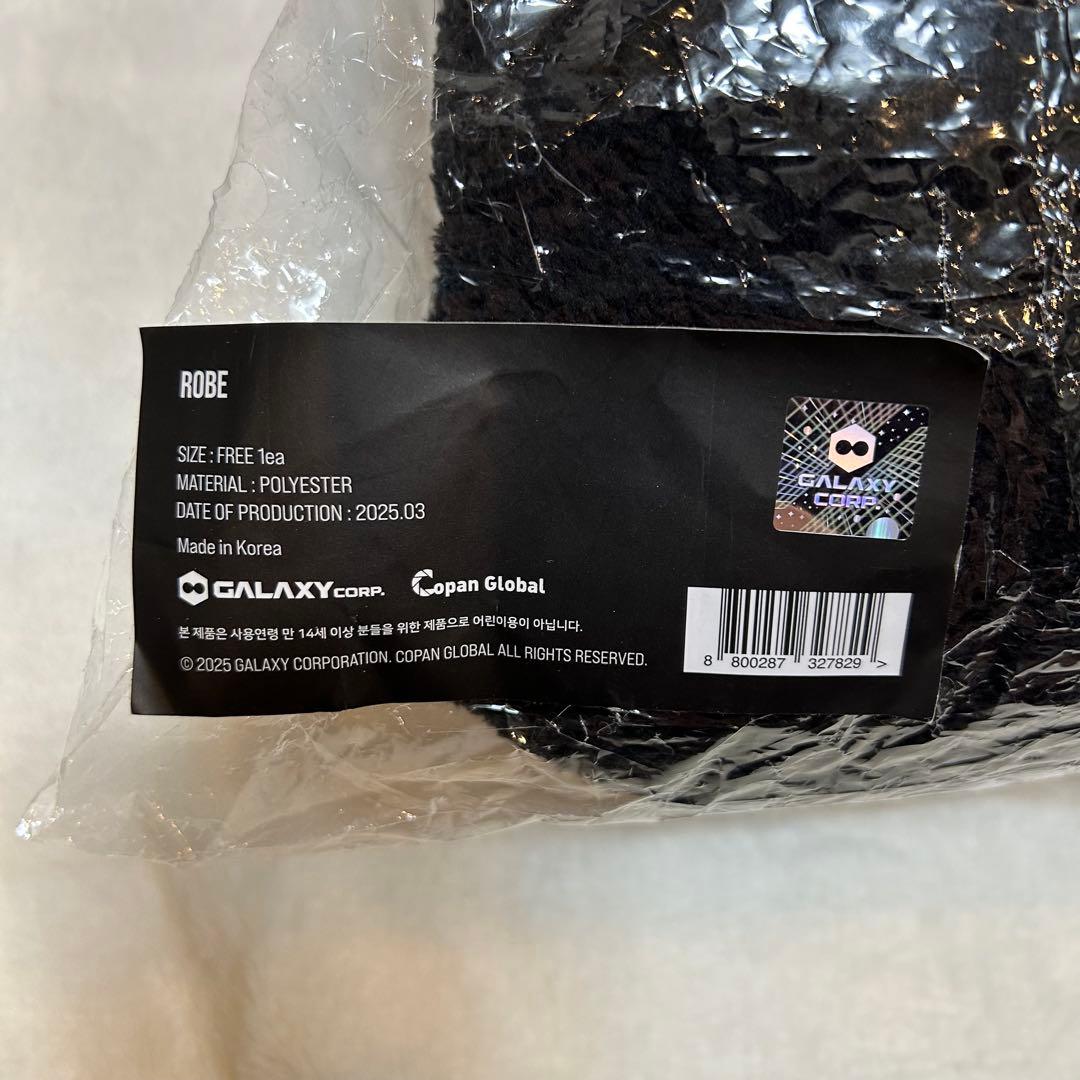 ROBE
SIZE : FREE 1ea
MATERIAL : POLYESTER
DATE OF PRODUCTION : 2025.03
Made in Korea
GALAXY CORP. Copan Global
본 제품은 사용연령 만 14세 이상 분들을 위한 제품으로 어린이용이 아닙니다.
© 2025 GALAXY CORPORATION. COPAN GLOBAL ALL RIGHTS RESERVED.
GALAXY
CORP.
8 800287 327829 >